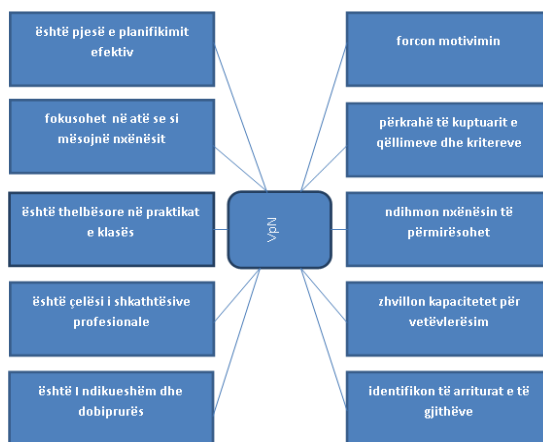 është pjesë e planifikimit
efektiv
fokusohet në atë se si
mësojnë nxënësit
është thelbësore në praktikat
e klasës
është çelësi i shkathtësive
profesionale
është I ndikueshëm dhe
dobiprurës
VpN
forcon motivimin
përkrahë të kuptuarit e
qëllimeve dhe kritereve
ndihmon nxënësin të
përmirësohet
zhvillon kapacitetet për
vetëvlerësim
identifikon të arriturat e të
gjithëve